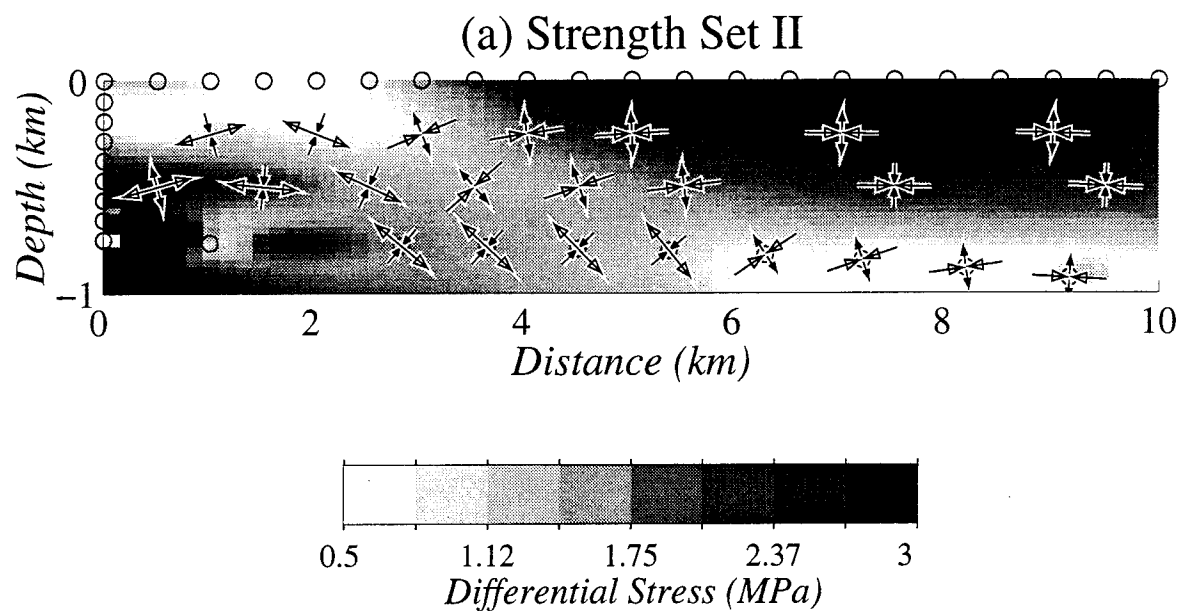 (a) Strength Set II
0
Depth (km)
−1
0 2 4 6 8 10
Distance (km)
0.5 1.12 1.75 2.37 3
Differential Stress (MPa)